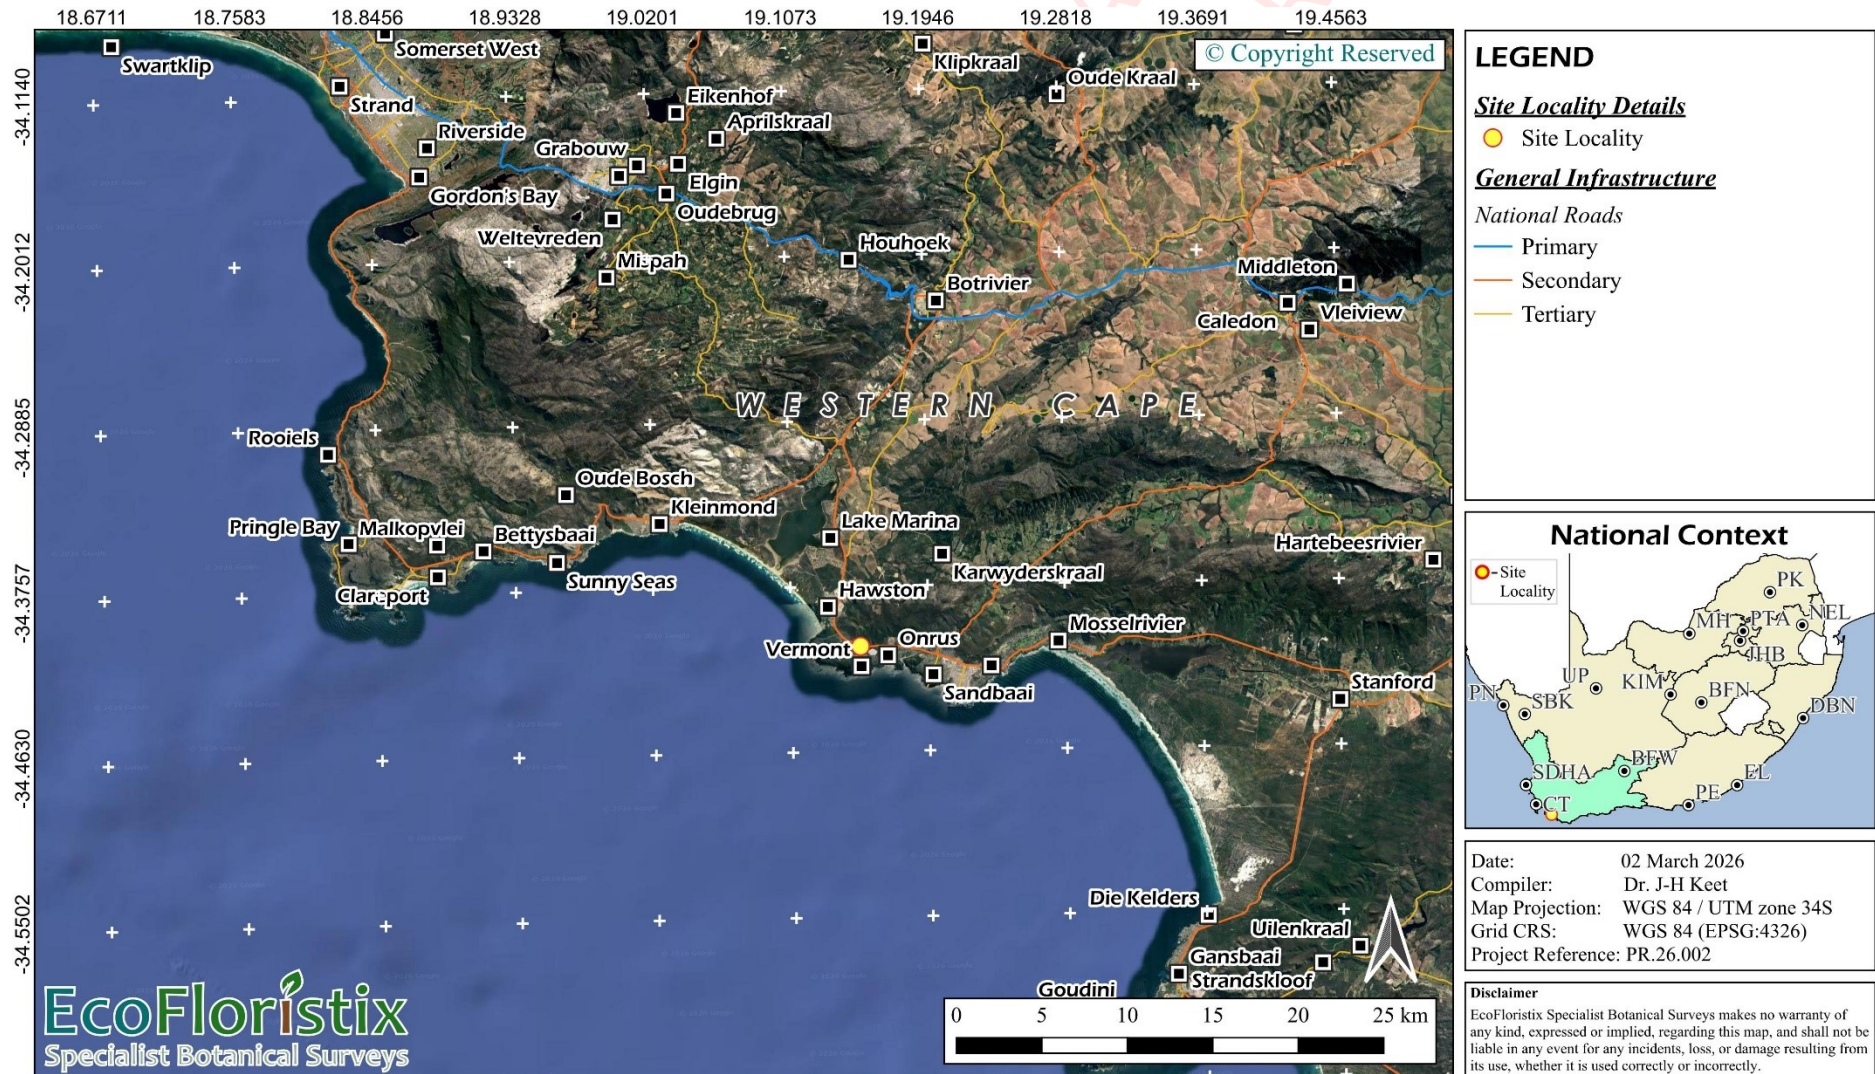 18.6711 18.7583 18.8456 18.9328 19.0201 19.1073 19.1946 19.2818 19.3691 19.4563
-34.1140
-34.2012
-34.2885
-34.3757
-34.4630
-34.5502
© Copyright Reserved
Swartklip
Somerset West
Strand
Klipkraal
Oude Kraal
Eikenhof
Riverside
Aprilskraal
Grabouw
Elgin
Gordon's Bay
Oudebrug
Weltevreden
Houhoek
Mispah
Middleton
Botrivier
Caledon
Vleiview
WESTERN CAPE
Rooiels
Oude Bosch
Kleinmond
Pringle Bay
Malkopvlei
Bettysbaai
Lake Marina
Hartebeesrivier
Sunny Seas
Karwyderskraal
Clareport
Hawston
Mosselrivier
Vermont
Onrus
Sandbaai
Stanford
Die Kelders
Uilenkraal
Gansbaai
Strandskloof
Goudini
EcoFloristix
Specialist Botanical Surveys
0 5 10 15 20 25 km
LEGEND
Site Locality Details
Site Locality
General Infrastructure
National Roads
Primary
Secondary
Tertiary
National Context
- Site
Locality
PK
MH
PTA
NEL
JHB
UP
KIM
BFN
PN
SBK
DBN
BFW
SDHA
EL
CT
PE
Date: 02 March 2026
Compiler: Dr. J-H Keet
Map Projection: WGS 84 / UTM zone 34S
Grid CRS: WGS 84 (EPSG:4326)
Project Reference: PR.26.002
Disclaimer
EcoFloristix Specialist Botanical Surveys makes no warranty of
any kind, expressed or implied, regarding this map, and shall not be
liable in any event for any incidents, loss, or damage resulting from
its use, whether it is used correctly or incorrectly.